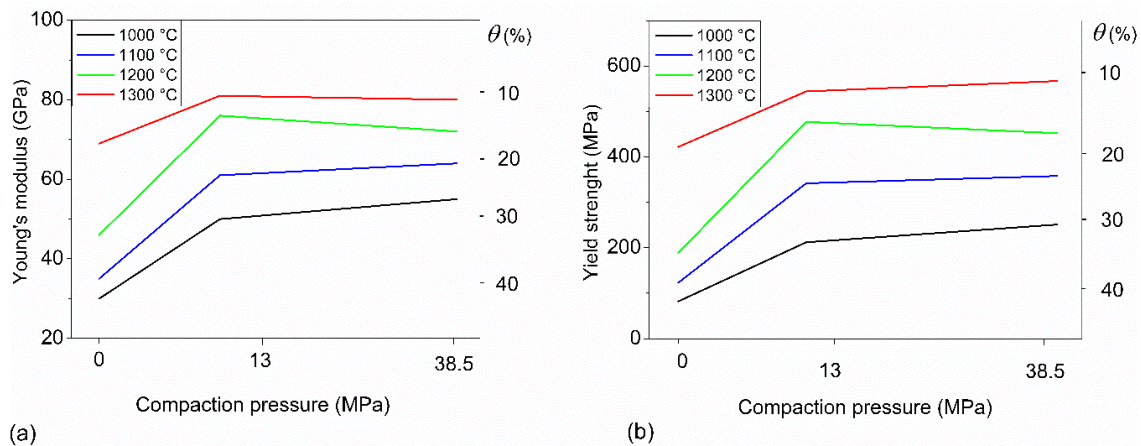 100
80
60
40
20
Young's modulus (GPa)
1000 °C
1100 °C
1200 °C
1300 °C
θ (%)
10
20
30
40
0
13
38.5
Compaction pressure (MPa)
(a)
600
400
200
0
Yield strenght (MPa)
1000 °C
1100 °C
1200 °C
1300 °C
θ (%)
10
20
30
40
0
13
38.5
Compaction pressure (MPa)
(b)